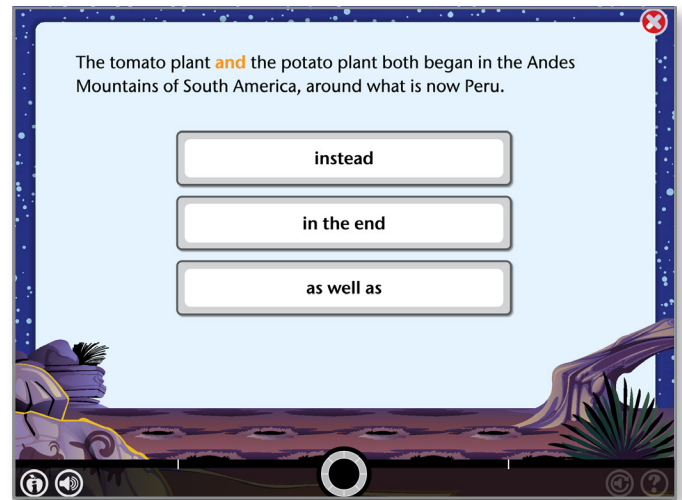 The tomato plant and the potato plant both began in the Andes
Mountains of South America, around what is now Peru.
instead
in the end
as well as